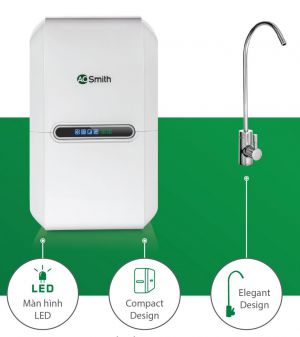 AO Smith
LED
Màn hình
LED
Compact
Design
Elegant
Design